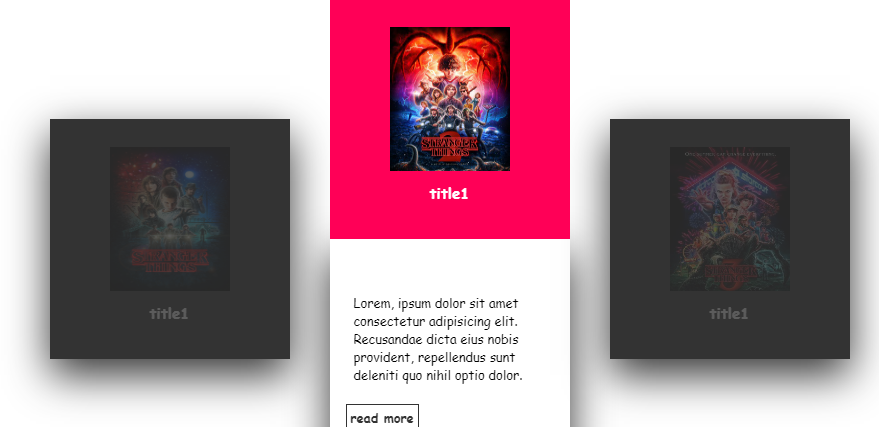 STRANGER
THINGS
2
title1
STRANGER
THINGS
title1
STRANGER
THINGS
3
title1
Lorem, ipsum dolor sit amet
consectetur adipisicing elit.
Recusandae dicta eius nobis
provident, repellendus sunt
deleniti quo nihil optio dolor.
read more